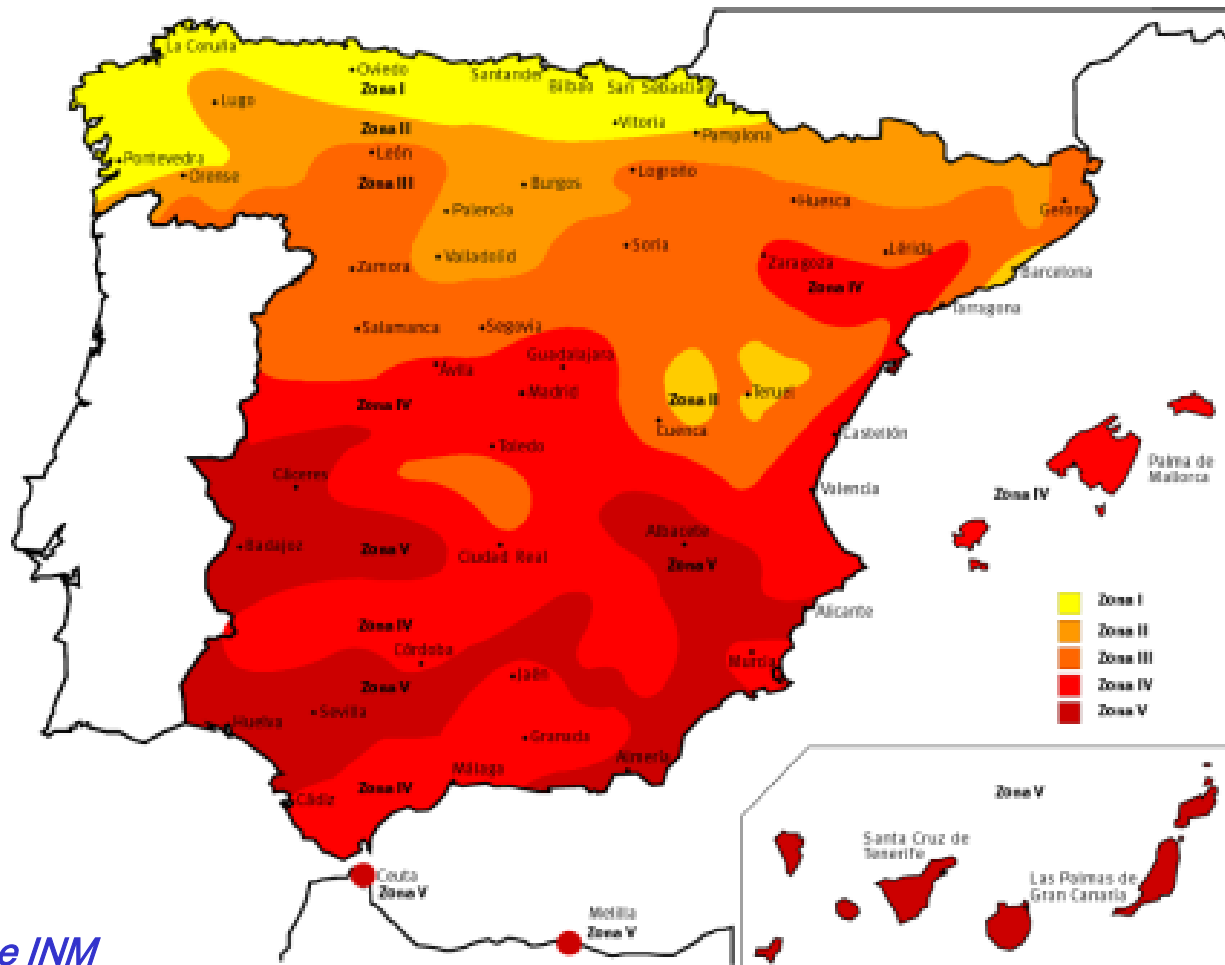 La Coruña
Oviedo
Santander
Bilbao
San Sebastián
Zona I
Lugo
Vitoria
Zona II
Pamplona
León
Pontevedra
Orense
Zona III
Burgos
Logroño
Palencia
Huesca
Gerona
Soria
Valladolid
Zamora
Zaragoza
Lérida
Barcelona
Zona IV
Tarragona
Salamanca
Segovia
Guadalajara
Ávila
Madrid
Zona II
Teruel
Zona IV
Cuenca
Castellón
Toledo
Palma de
Mallorca
Cáceres
Valencia
Zona IV
Albacete
Badajoz
Zona V
Ciudad Real
Zona V
Alicante
Zona IV
Córdoba
Murcia
Jaén
Zona V
Sevilla
Huelva
Granada
Almería
Málaga
Zona IV
Cádiz
Zona I
Zona II
Zona III
Zona IV
Zona V
Zona V
Santa Cruz de
Tenerife
Las Palmas de
Gran Canaria
Ceuta
Zona V
Melilla
Zona V
e INM